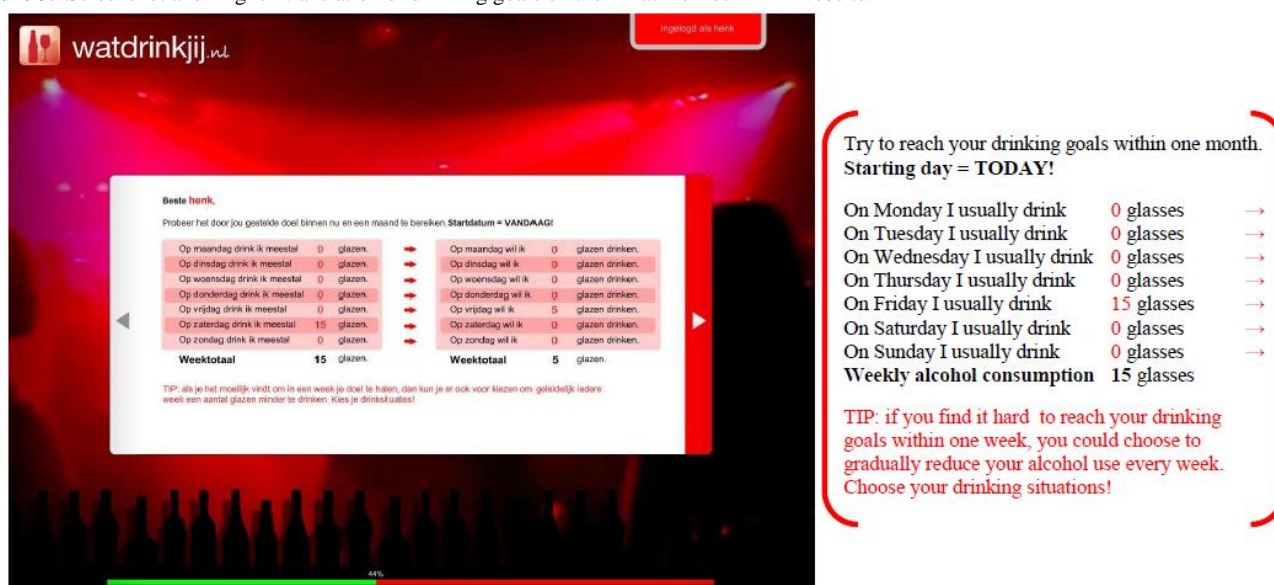 watdrinkjij.nl
Ingelogd als henk
Beste henk,
Probeer het door jou gestelde doel binnen nu en een maand te bereiken. Startdatum = VANDAAG!
Op maandag drink ik meestal 0 glazen. → Op maandag wil ik 0 glazen drinken.
Op dinsdag drink ik meestal 0 glazen. → Op dinsdag wil ik 0 glazen drinken.
Op woensdag drink ik meestal 0 glazen. → Op woensdag wil ik 0 glazen drinken.
Op donderdag drink ik meestal 0 glazen. → Op donderdag wil ik 0 glazen drinken.
Op vrijdag drink ik meestal 0 glazen. → Op vrijdag wil ik 5 glazen drinken.
Op zaterdag drink ik meestal 15 glazen. → Op zaterdag wil ik 0 glazen drinken.
Op zondag drink ik meestal 0 glazen. → Op zondag wil ik 0 glazen drinken.
Weektotaal 15 glazen. Weektotaal 5 glazen.
TIP: als je het moeilijk vindt om in een week je doel te halen, dan kun je er ook voor kiezen om geleidelijk iedere
week een aantal glazen minder te drinken. Kies je drinksituaties!
44%
Try to reach your drinking goals within one month.
Starting day = TODAY!
On Monday I usually drink 0 glasses →
On Tuesday I usually drink 0 glasses →
On Wednesday I usually drink 0 glasses →
On Thursday I usually drink 0 glasses →
On Friday I usually drink 15 glasses →
On Saturday I usually drink 0 glasses →
On Sunday I usually drink 0 glasses →
Weekly alcohol consumption 15 glasses
TIP: if you find it hard to reach your drinking
goals within one week, you could choose to
gradually reduce your alcohol use every week.
Choose your drinking situations!